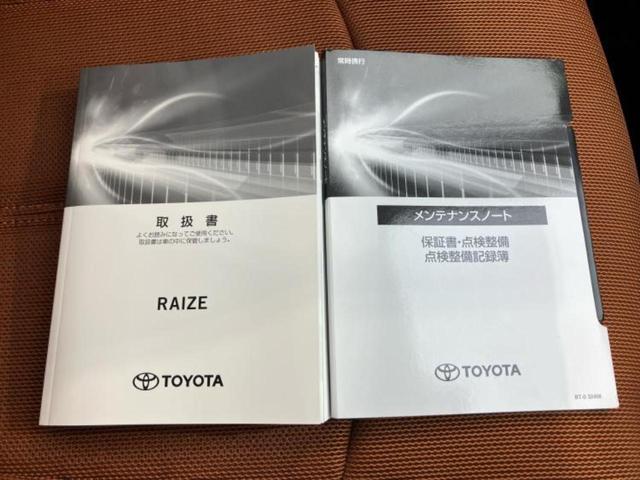 取扱書
よくお読みになってご使用ください。
取扱書は車の中に保管しましょう。
RAIZE
TOYOTA
常時携行
メンテナンスノート
保証書・点検整備
点検整備記録簿
TOYOTA